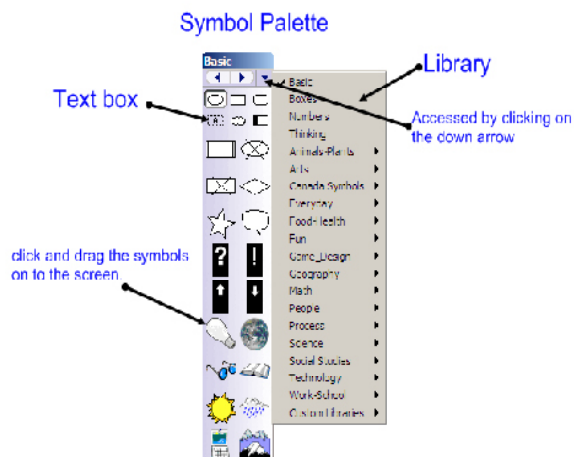 Symbol Palette
Basic
Library
Text box
Accessed by clicking on
the down arrow
click and drag the symbols
on to the screen.
Basic
Boxes
Numbers
Thinking
Animals-Plants
Arts
Canada Symbols
Everyday
Food-Health
Fun
Game_Design
Geography
Math
People
Process
Science
Social Studies
Technology
Work-School
Custom Libraries
A
?
!